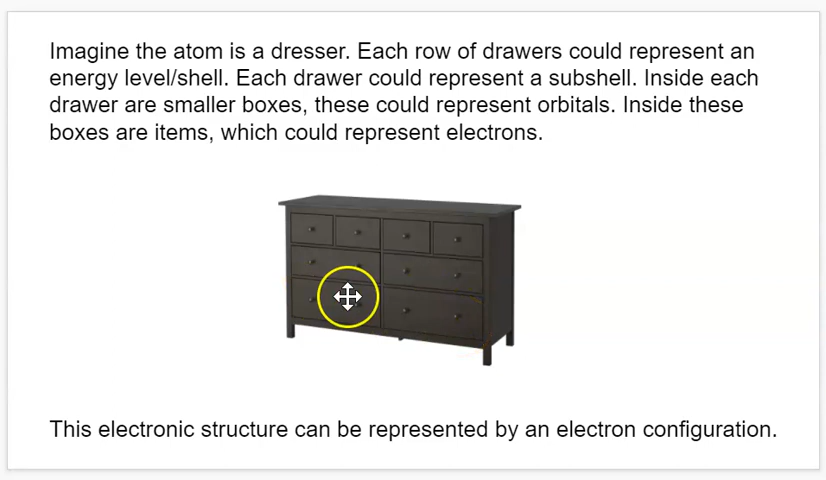 Imagine the atom is a dresser. Each row of drawers could represent an
energy level/shell. Each drawer could represent a subshell. Inside each
drawer are smaller boxes, these could represent orbitals. Inside these
boxes are items, which could represent electrons.
This electronic structure can be represented by an electron configuration.